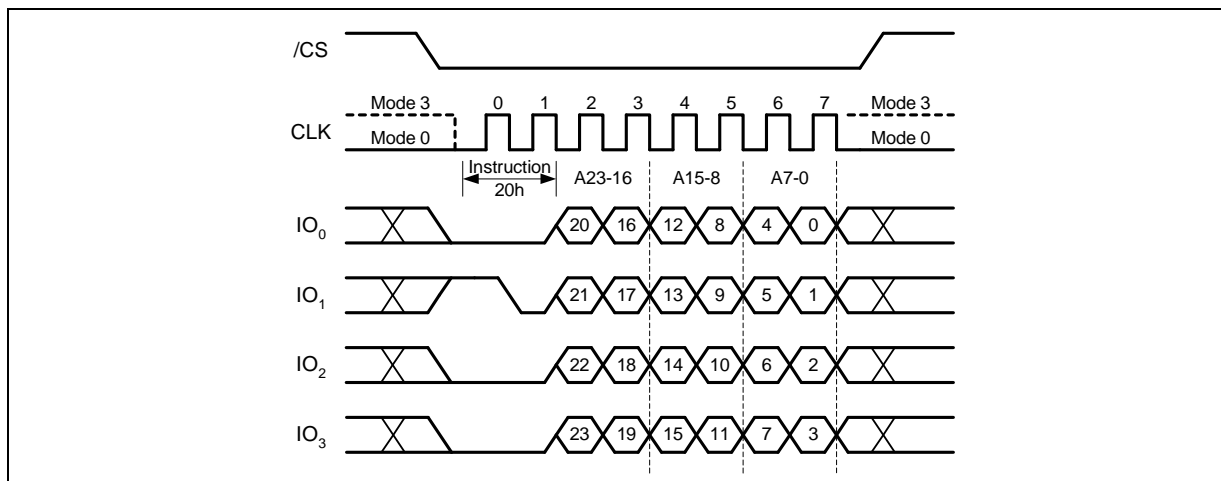 /CS
Mode 3 0 1 2 3 4 5 6 7 Mode 3
CLK
Mode 0 Mode 0
Instruction
20h
A23-16 A15-8 A7-0
IO0 20 16 12 8 4 0
IO1 21 17 13 9 5 1
IO2 22 18 14 10 6 2
IO3 23 19 15 11 7 3